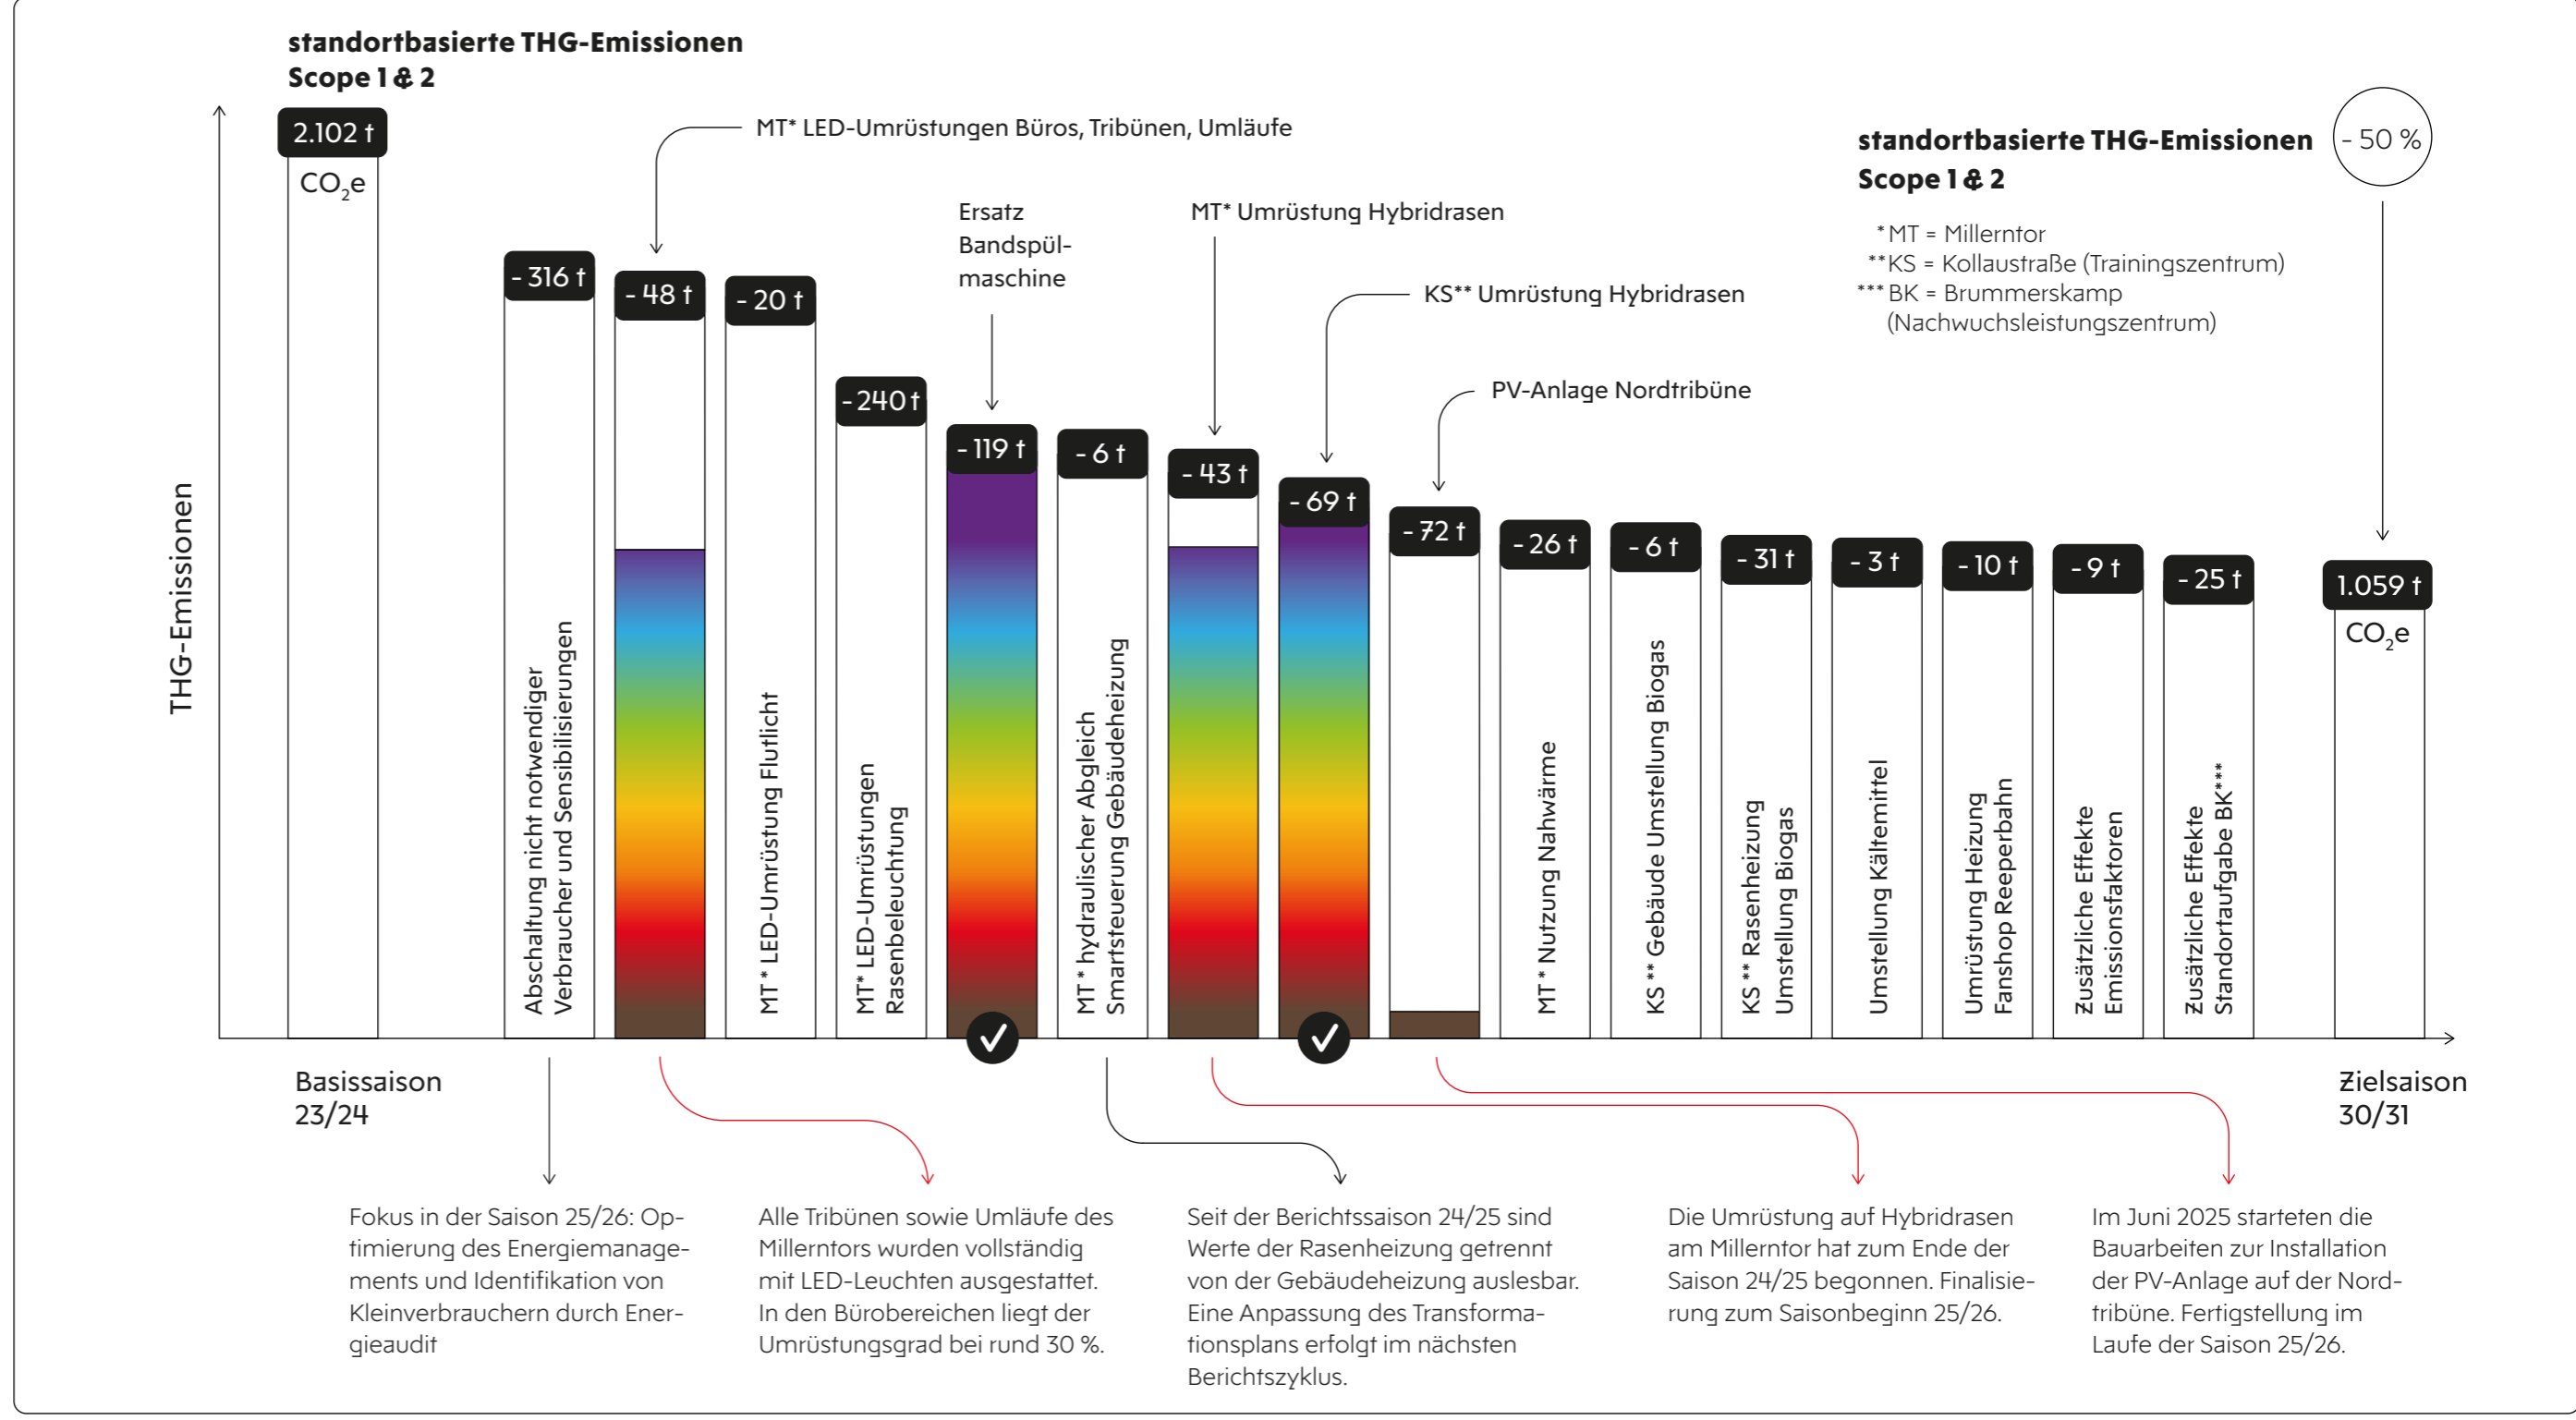 standortbasierte THG-Emissionen
Scope 1 & 2
2.102 t
CO₂e
MT* LED-Umrüstungen Büros, Tribünen, Umläufe
Ersatz
Bandspül-
maschine
MT* Umrüstung Hybridrasen
KS** Umrüstung Hybridrasen
PV-Anlage Nordtribüne
standortbasierte THG-Emissionen
Scope 1 & 2
- 50 %
* MT = Millerntor
** KS = Kollaustraße (Trainingszentrum)
*** BK = Brummerskamp
(Nachwuchsleistungszentrum)
THG-Emissionen
- 316 t
- 48 t
- 20 t
- 240 t
- 119 t
- 6 t
- 43 t
- 69 t
- 72 t
- 26 t
- 6 t
- 31 t
- 3 t
- 10 t
- 9 t
- 25 t
1.059 t
CO₂e
Abschaltung nicht notwendiger
Verbraucher und Sensibilisierungen
MT* LED-Umrüstung Flutlicht
MT* LED-Umrüstungen
Rasenbeleuchtung
MT* hydraulischer Abgleich
Smartsteuerung Gebäudeheizung
MT* Nutzung Nahwärme
KS** Gebäude Umstellung Biogas
KS** Rasenheizung
Umstellung Biogas
Umstellung Kältemittel
Umrüstung Heizung
Fanshop Reeperbahn
Zusätzliche Effekte
Emissionsfaktoren
Zusätzliche Effekte
Standortaufgabe BK****
Basissaison
23/24
Zielsaison
30/31
Fokus in der Saison 25/26: Op-
timierung des Energiemanage-
ments und Identifikation von
Kleinverbrauchern durch Ener-
gieaudit
Alle Tribünen sowie Umläufe des
Millerntors wurden vollständig
mit LED-Leuchten ausgestattet.
In den Bürobereichen liegt der
Umrüstungsgrad bei rund 30 %.
Seit der Berichtssaison 24/25 sind
Werte der Rasenheizung getrennt
von der Gebäudeheizung auslesbar.
Eine Anpassung des Transforma-
tionsplans erfolgt im nächsten
Berichtszyklus.
Die Umrüstung auf Hybridrasen
am Millerntor hat zum Ende der
Saison 24/25 begonnen. Finalisie-
rung zum Saisonbeginn 25/26.
Im Juni 2025 starteten die
Bauarbeiten zur Installation
der PV-Anlage auf der Nord-
tribüne. Fertigstellung im
Laufe der Saison 25/26.